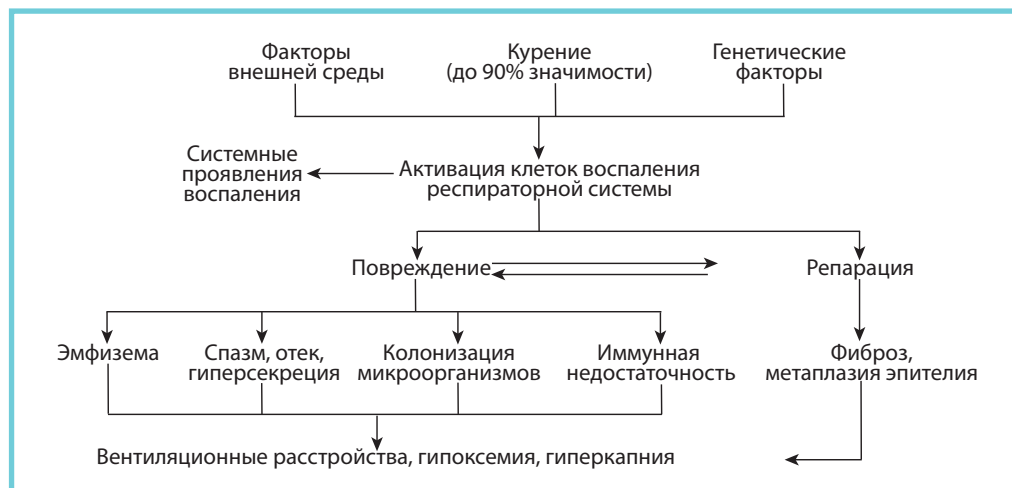 Факторы
внешней среды
Курение
(до 90% значимости)
Генетические
факторы
Системные
проявления
воспаления
Активация клеток воспаления
респираторной системы
Повреждение
Репарация
Эмфизема
Спазм, отек,
гиперсекреция
Колонизация
микроорганизмов
Иммунная
недостаточность
Фиброз,
метаплазия эпителия
Вентиляционные расстройства, гипоксемия, гиперкапния